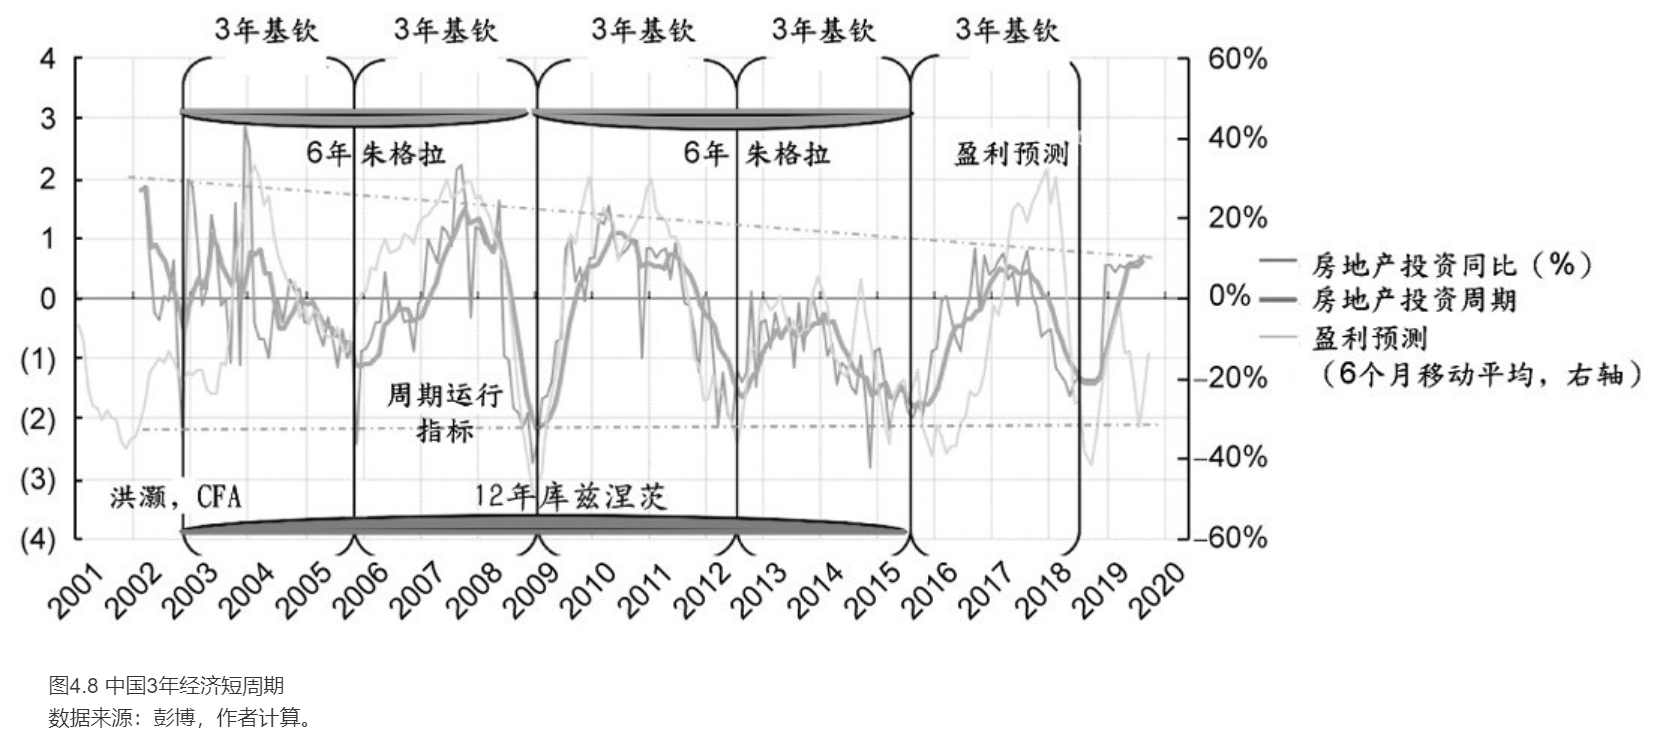 3年基钦 3年基钦 3年基钦 3年基钦 3年基钦
4 60%
3 40%
6年 朱格拉 6年 朱格拉 盈利预测
2 20%
1
房地产投资同比（%）
0 0% 房地产投资周期
盈利预测
(1) （6个月移动平均，右轴）
–20%
周期运行
(2)
指标
–40%
(3)
洪灏，CFA 12年库兹涅茨
(4) –60%
2001 2002 2003 2004 2005 2006 2007 2008 2009 2010 2011 2012 2013 2014 2015 2016 2017 2018 2019 2020
图4.8 中国3年经济短周期
数据来源：彭博，作者计算。